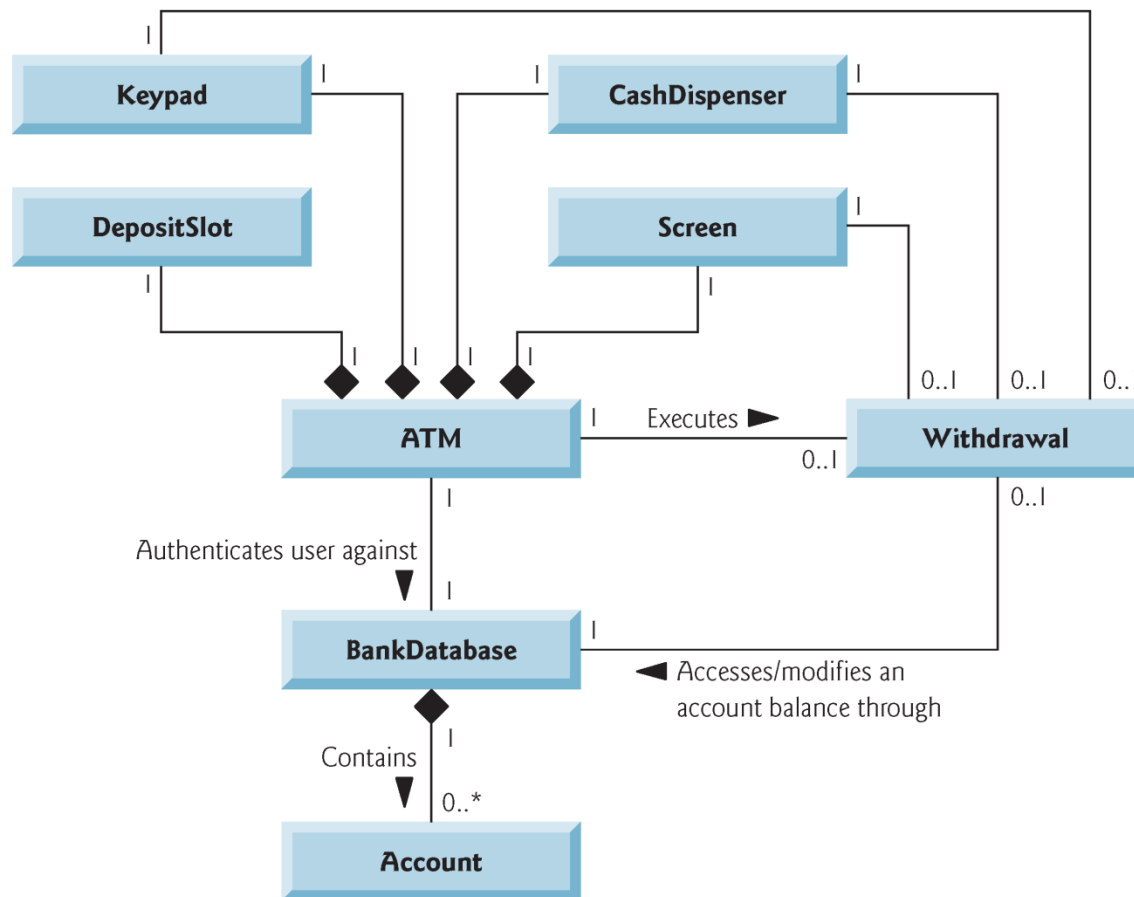 1
Keypad
1
1
CashDispenser
1
DepositSlot
1
Screen
1
1
1
1
1
1
0..1
0..1
0..
ATM
1
Executes
0..1
Withdrawal
0..1
1
Authenticates user against
1
BankDatabase
1
Accesses/modifies an
account balance through
1
Contains
0..*
Account